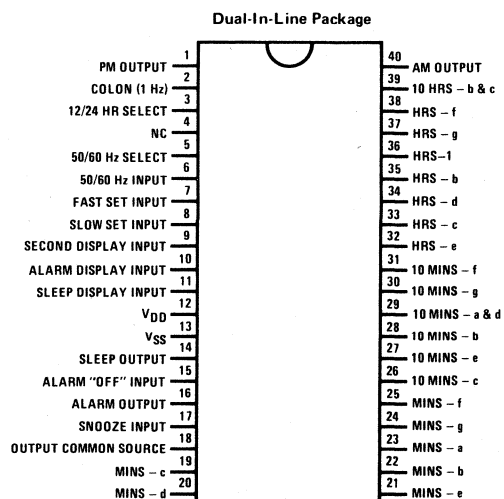 Dual-In-Line Package
1
PM OUTPUT
2
COLON (1 Hz)
3
12/24 HR SELECT
4
NC
5
50/60 Hz SELECT
6
50/60 Hz INPUT
7
FAST SET INPUT
8
SLOW SET INPUT
9
SECOND DISPLAY INPUT
10
ALARM DISPLAY INPUT
11
SLEEP DISPLAY INPUT
12
VDD
13
VSS
14
SLEEP OUTPUT
15
ALARM “OFF” INPUT
16
ALARM OUTPUT
17
SNOOZE INPUT
18
OUTPUT COMMON SOURCE
19
MINS – c
20
MINS – d
40
AM OUTPUT
39
10 HRS – b & c
38
HRS – f
37
HRS – g
36
HRS–1
35
HRS – b
34
HRS – d
33
HRS – c
32
HRS – e
31
10 MINS – f
30
10 MINS – g
29
10 MINS – a & d
28
10 MINS – b
27
10 MINS – e
26
10 MINS – c
25
MINS – f
24
MINS – g
23
MINS – a
22
MINS – b
21
MINS – e